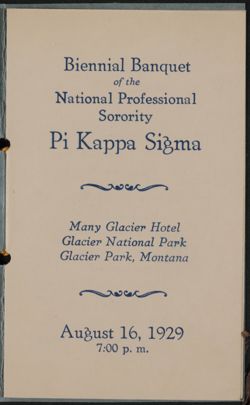 Biennial Banquet
of the
National Professional
Sorority
Pi Kappa Sigma
Many Glacier Hotel
Glacier National Park
Glacier Park, Montana
August 16, 1929
7:00 p. m.